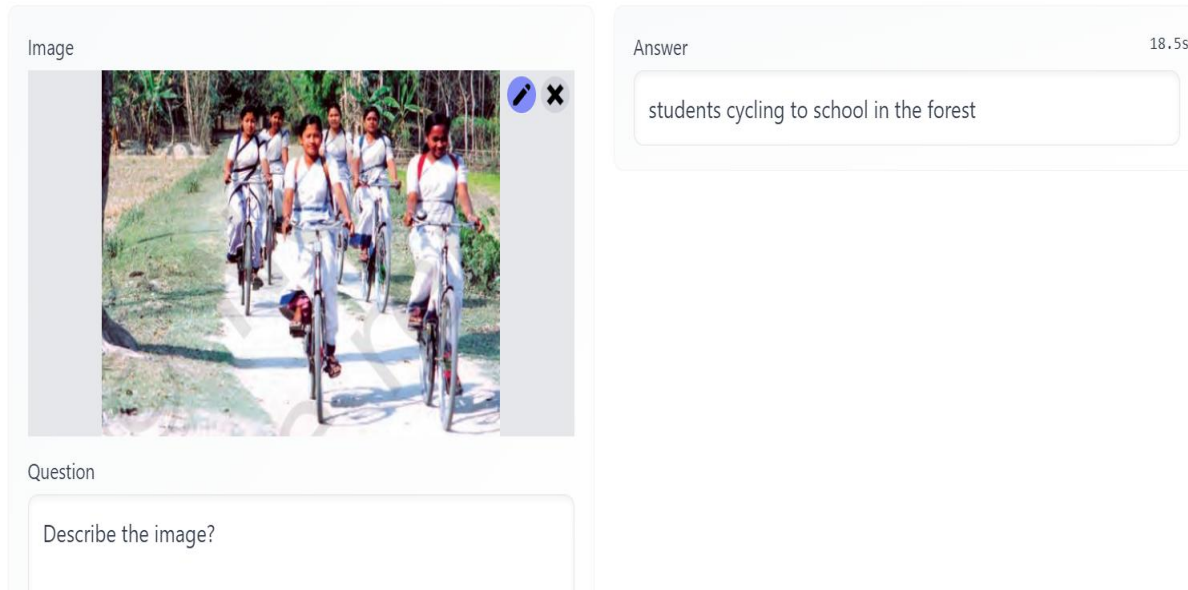 Image
Answer
18.5s
students cycling to school in the forest
Question
Describe the image?